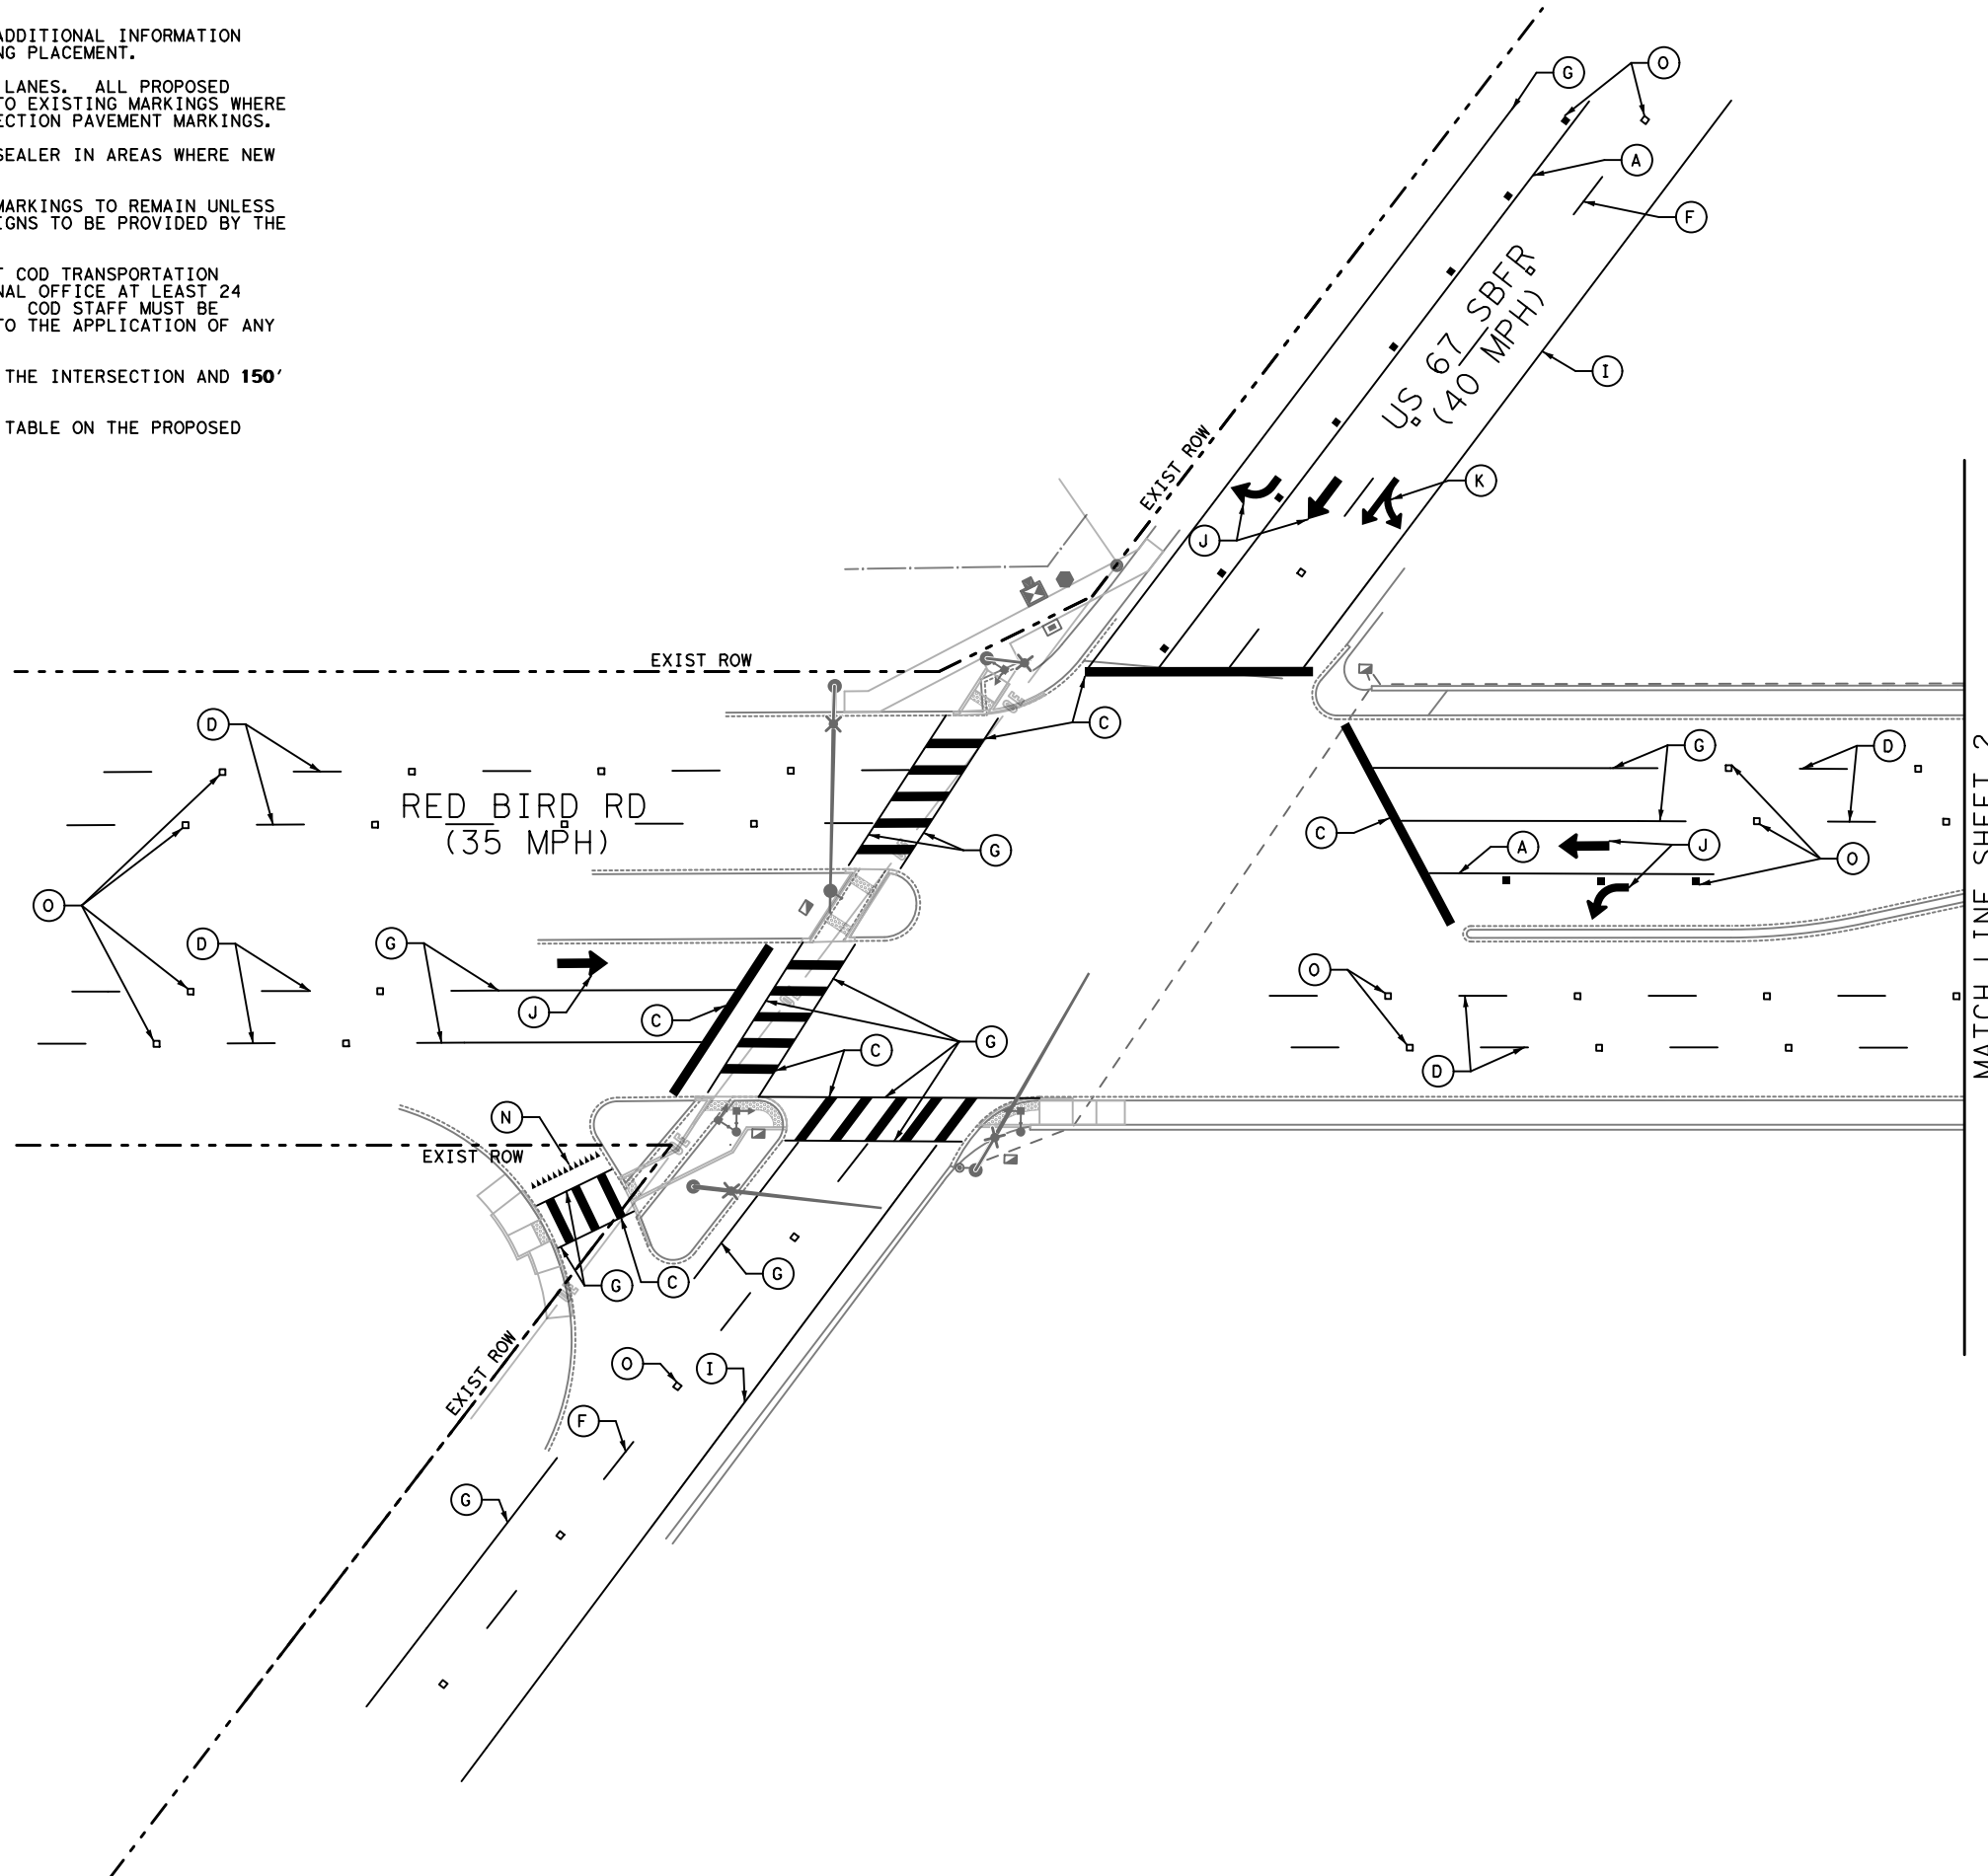 ADDITIONAL INFORMATION
NG PLACEMENT.
LANES. ALL PROPOSED
TO EXISTING MARKINGS WHERE
ECTION PAVEMENT MARKINGS.
SEALER IN AREAS WHERE NEW
MARKINGS TO REMAIN UNLESS
IGNS TO BE PROVIDED BY THE
T COD TRANSPORTATION
NAL OFFICE AT LEAST 24
COD STAFF MUST BE
TO THE APPLICATION OF ANY
THE INTERSECTION AND 150'
TABLE ON THE PROPOSED
G
O
A
F
US 67 SBFR
(40 MPH)
I
EXIST ROW
K
J
EXIST ROW
D
C
G
D
RED BIRD RD
(35 MPH)
C
G
A
J
O
O
D
G
J
C
G
C
O
D
MATCH LINE SHEET 2
N
EXIST ROW
G
C
G
EXIST ROW
O
I
F
G